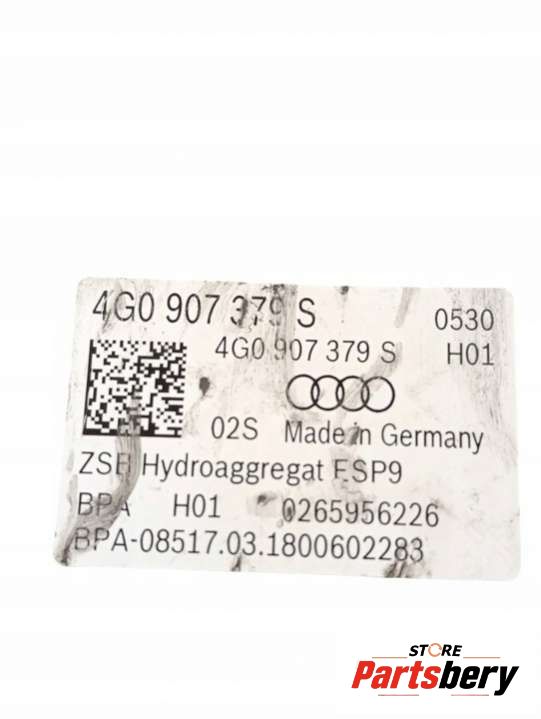 4G0 907 379 S
0530
4G0 907 379 S
H01
02S Made in Germany
ZSB Hydroaggregat ESP9
BPA H01 0265956226
BPA-08517.03.1800602283
STORE
Partsbery